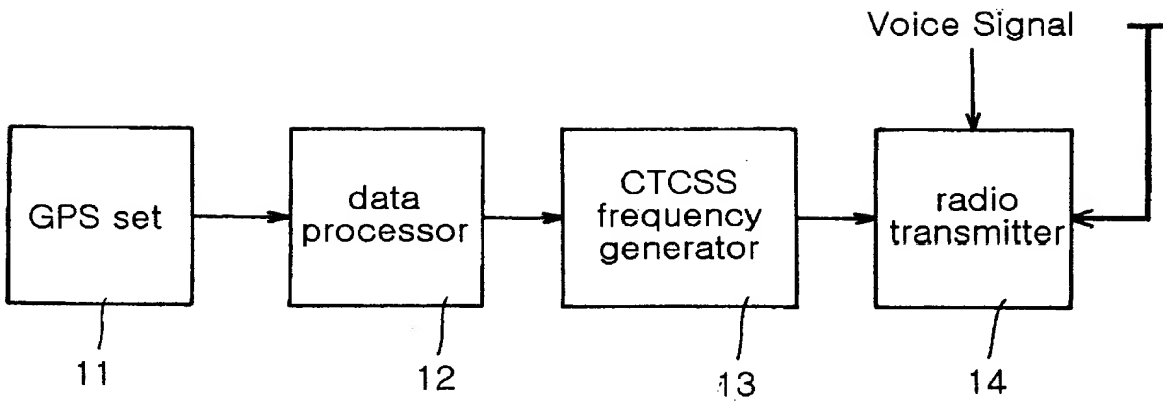 Voice Signal
GPS set
data
processor
CTCSS
frequency
generator
radio
transmitter
11
12
13
14